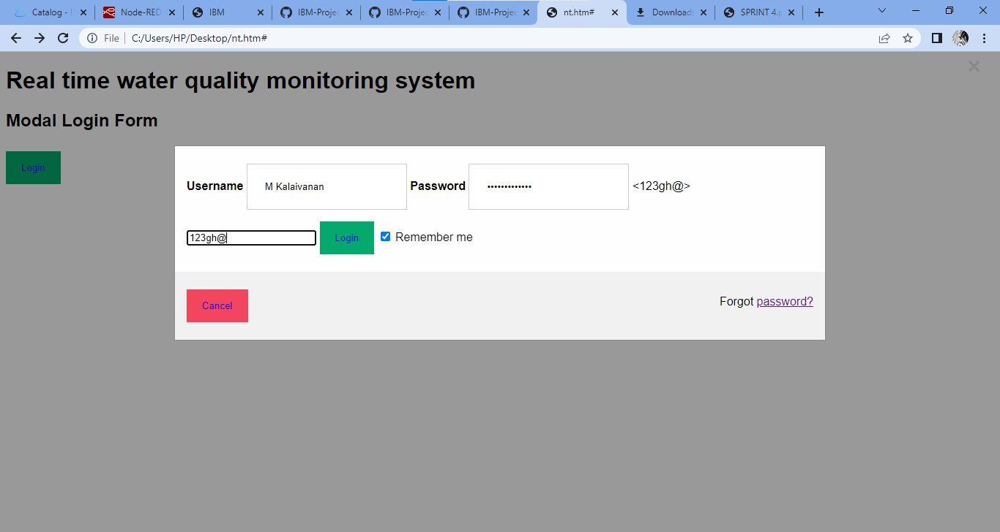 Catalog - I Node-RED IBM IBM-Projec IBM-Projec IBM-Projec nt.htm# Downloads SPRINT 4.p
File C:/Users/HP/Desktop/nt.htm#
Real time water quality monitoring system
Modal Login Form
Login
Username M Kalaivanan Password ••••••••••••• <123gh@>
123gh@ Login Remember me
Cancel Forgot password?